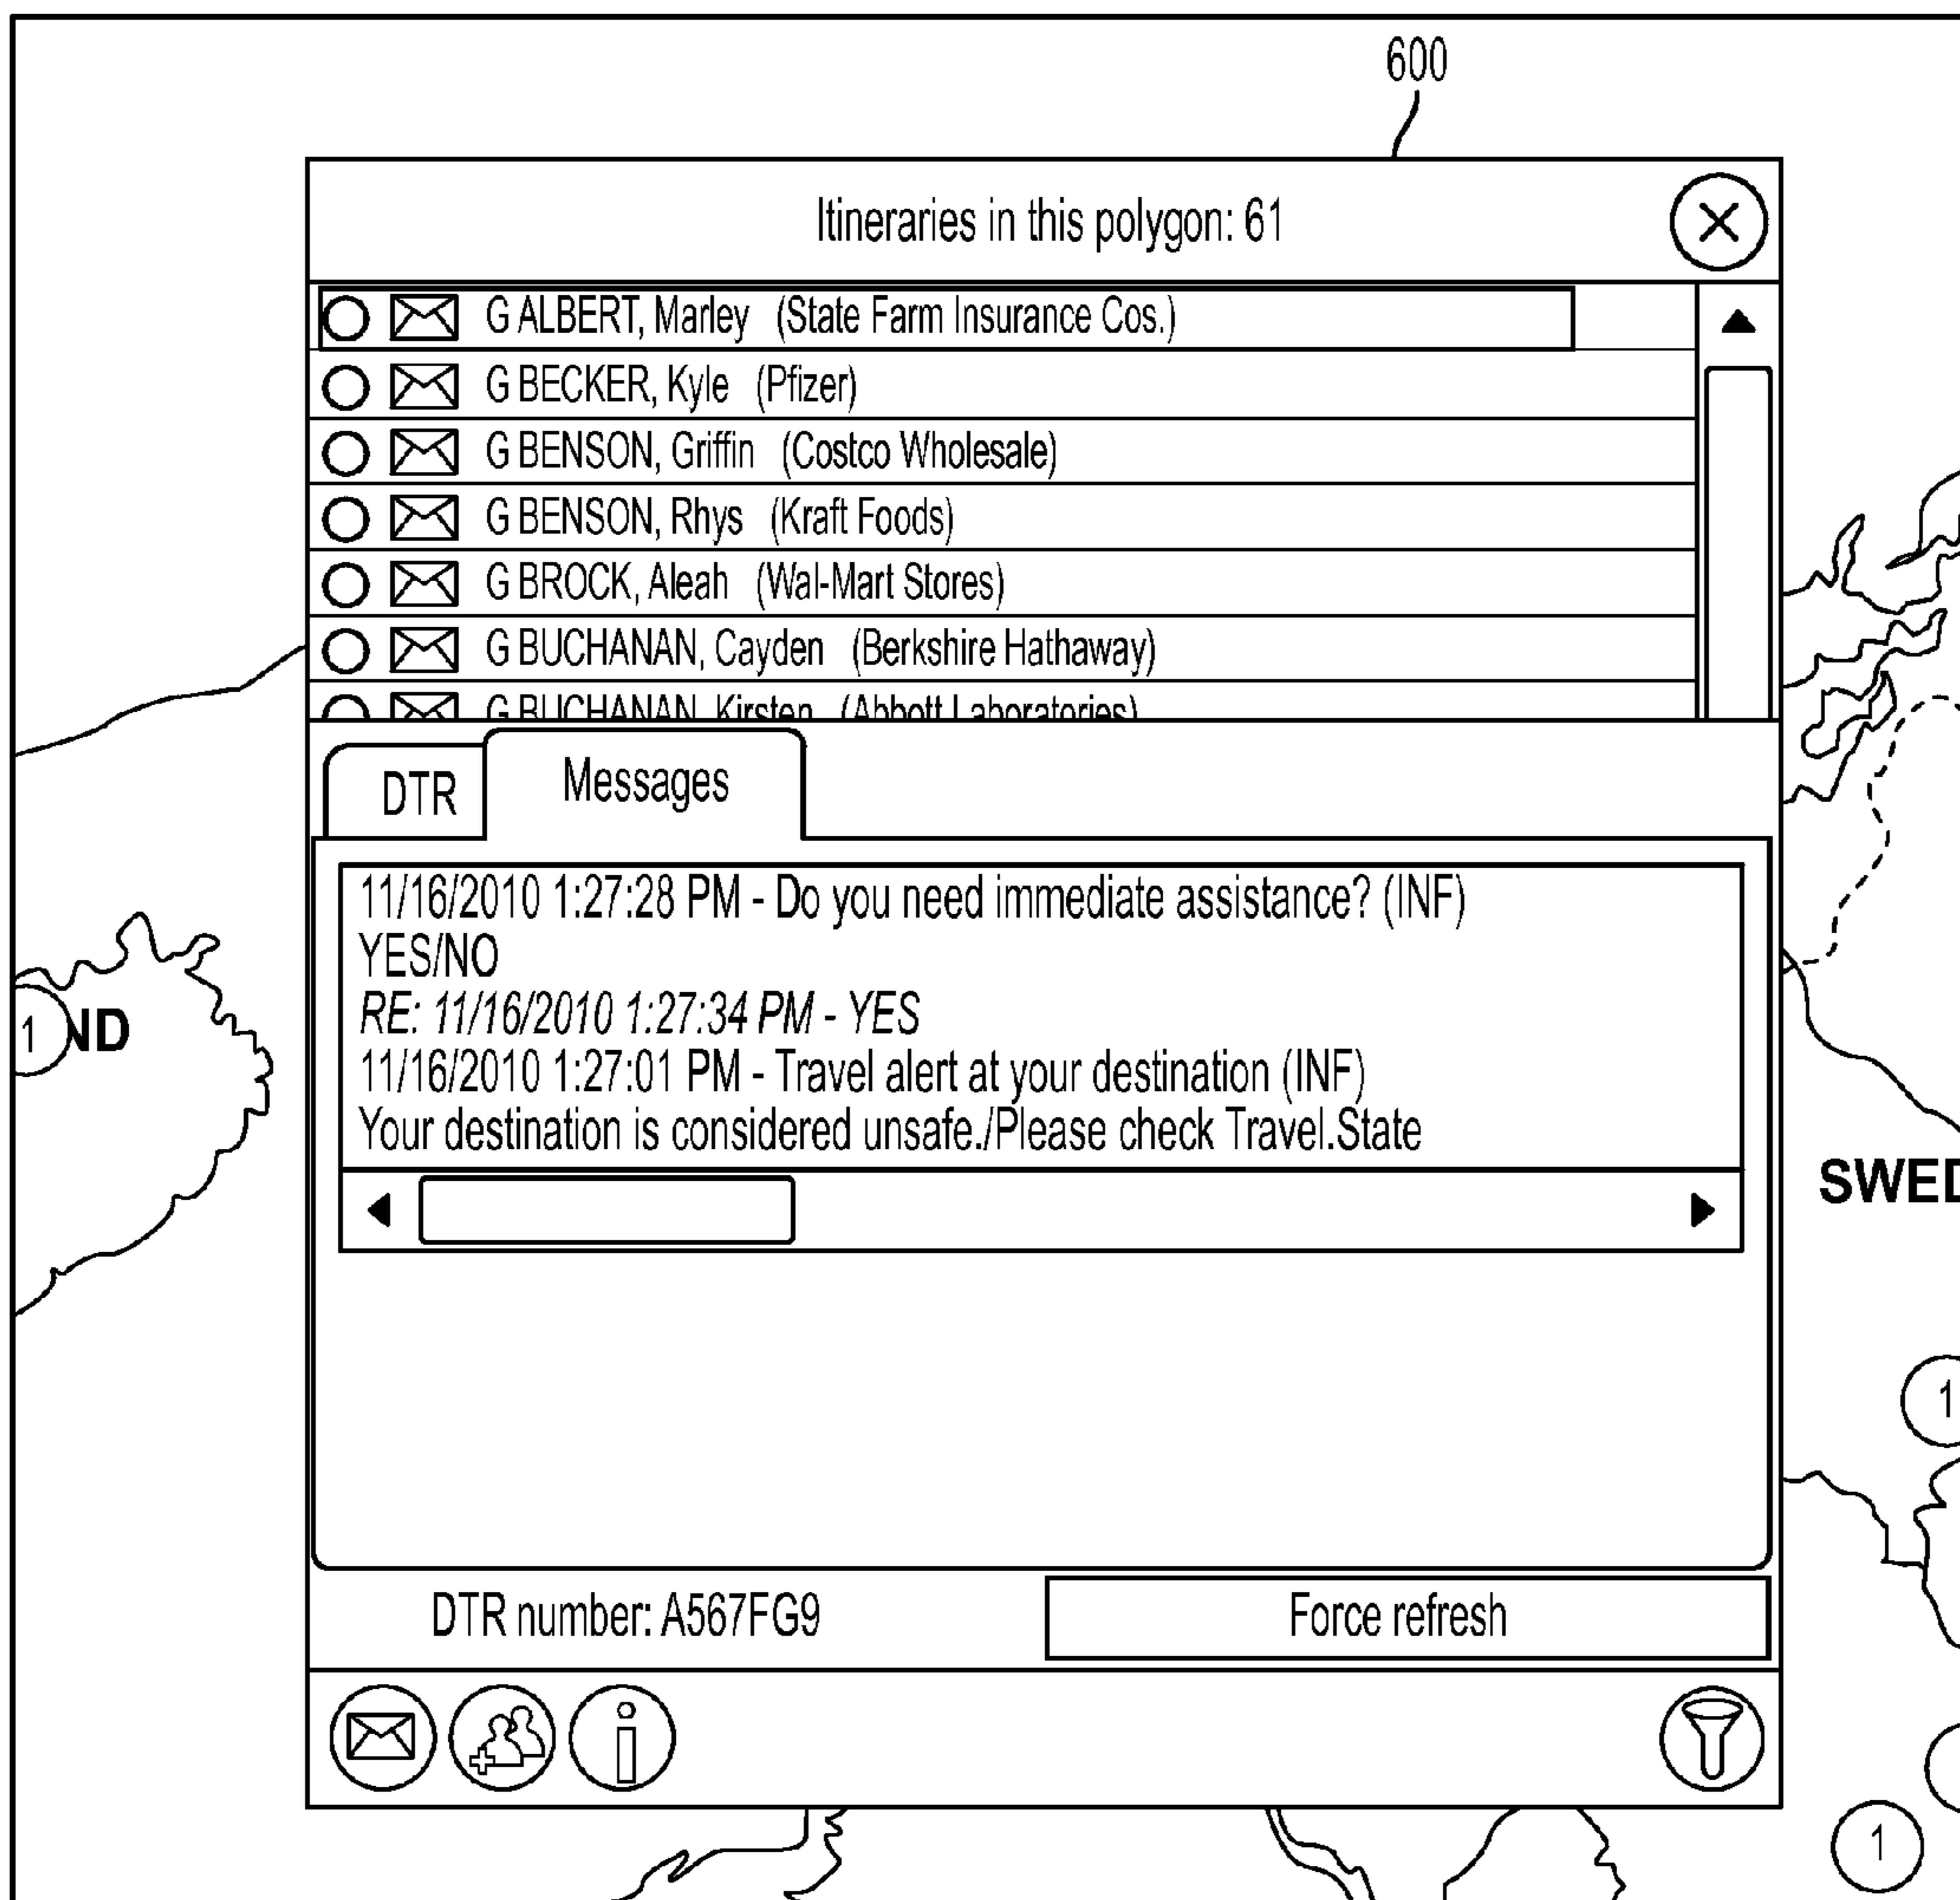 600
Itineraries in this polygon: 61
G ALBERT, Marley (State Farm Insurance Cos.)
G BECKER, Kyle (Pfizer)
G BENSON, Griffin (Costco Wholesale)
G BENSON, Rhys (Kraft Foods)
G BROCK, Aleah (Wal-Mart Stores)
G BUCHANAN, Cayden (Berkshire Hathaway)
G BUCHANAN, Kirsten (Abbott Laboratories)
DTR
Messages
11/16/2010 1:27:28 PM - Do you need immediate assistance? (INF)
YES/NO
RE: 11/16/2010 1:27:34 PM - YES
11/16/2010 1:27:01 PM - Travel alert at your destination (INF)
Your destination is considered unsafe./Please check Travel.State
1
ND
SWED
1
DTR number: A567FG9
Force refresh
1